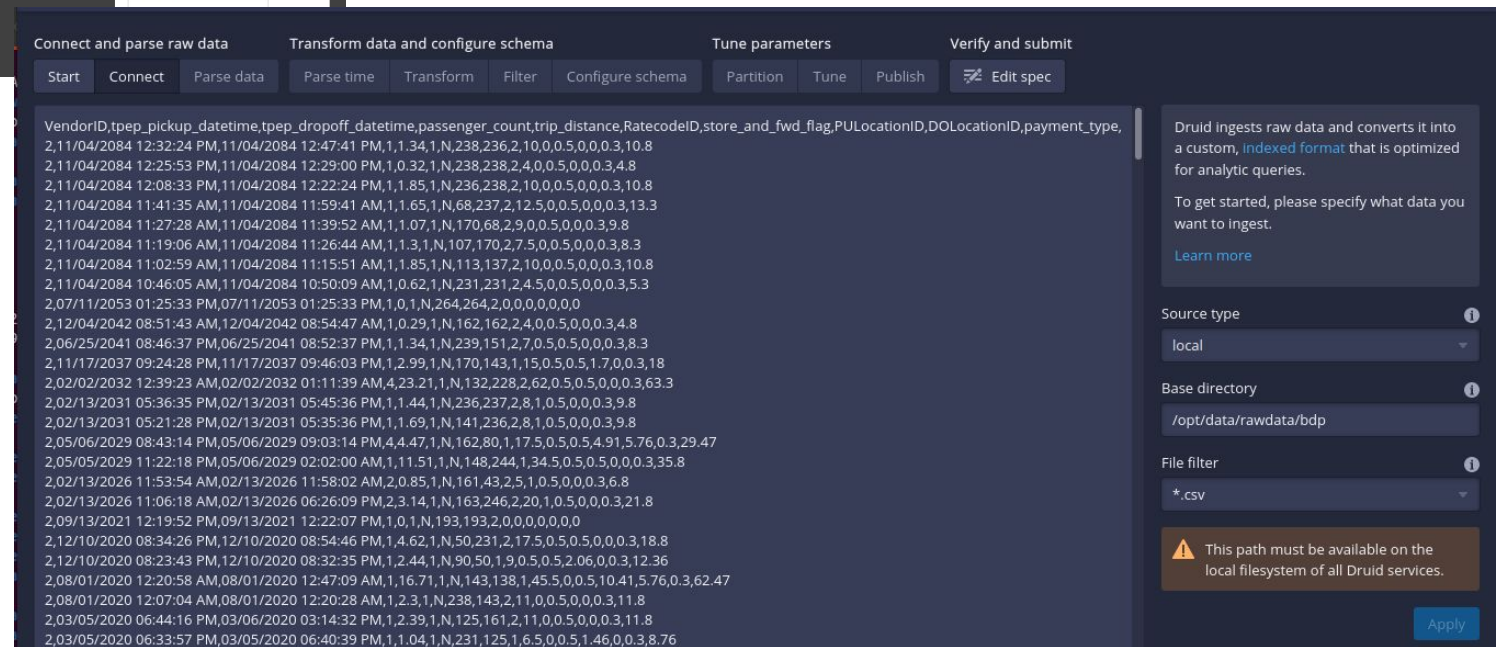 Connect and parse raw data
Transform data and configure schema
Tune parameters
Verify and submit
Start
Connect
Parse data
Parse time
Transform
Filter
Configure schema
Partition
Tune
Publish
Edit spec
VendorID,tpep_pickup_datetime,tpep_dropoff_datetime,passenger_count,trip_distance,RatecodeID,store_and_fwd_flag,PULocationID,DOLocationID,payment_type,
2,11/04/2084 12:32:24 PM,11/04/2084 12:47:41 PM,1,1.34,1,N,238,236,2,10,0,0.5,0,0,0.3,10.8
2,11/04/2084 12:25:53 PM,11/04/2084 12:29:00 PM,1,0.32,1,N,238,238,2,4,0,0.5,0,0,0.3,4.8
2,11/04/2084 12:08:33 PM,11/04/2084 12:22:24 PM,1,1.85,1,N,236,238,2,10,0,0.5,0,0,0.3,10.8
2,11/04/2084 11:41:35 AM,11/04/2084 11:59:41 AM,1,1.65,1,N,68,237,2,12.5,0,0.5,0,0,0.3,13.3
2,11/04/2084 11:27:28 AM,11/04/2084 11:39:52 AM,1,1.07,1,N,170,68,2,9,0,0.5,0,0,0.3,9.8
2,11/04/2084 11:19:06 AM,11/04/2084 11:26:44 AM,1,1.3,1,N,107,170,2,7.5,0,0.5,0,0,0.3,8.3
2,11/04/2084 11:02:59 AM,11/04/2084 11:15:51 AM,1,1.85,1,N,113,137,2,10,0,0.5,0,0,0.3,10.8
2,11/04/2084 10:46:05 AM,11/04/2084 10:50:09 AM,1,0.62,1,N,231,231,2,4.5,0,0.5,0,0,0.3,5.3
2,07/11/2053 01:25:33 PM,07/11/2053 01:25:33 PM,1,0,1,N,264,264,2,0,0,0,0,0,0,0
2,12/04/2042 08:51:43 AM,12/04/2042 08:54:47 AM,1,0.29,1,N,162,162,2,4,0,0.5,0,0,0.3,4.8
2,06/25/2041 08:46:37 PM,06/25/2041 08:52:37 PM,1,1.34,1,N,239,151,2,7,0.5,0.5,0,0,0.3,8.3
2,11/17/2037 09:24:28 PM,11/17/2037 09:46:03 PM,1,2.99,1,N,170,143,1,15,0.5,0.5,1.7,0,0.3,18
2,02/02/2032 12:39:23 AM,02/02/2032 01:11:39 AM,4,23.21,1,N,132,228,2,62,0.5,0.5,0,0,0.3,63.3
2,02/13/2031 05:36:35 PM,02/13/2031 05:45:36 PM,1,1.44,1,N,236,237,2,8,1,0.5,0,0,0.3,9.8
2,02/13/2031 05:21:28 PM,02/13/2031 05:35:36 PM,1,1.69,1,N,141,236,2,8,1,0.5,0,0,0.3,9.8
2,05/06/2029 08:43:14 PM,05/06/2029 09:03:14 PM,4,4.47,1,N,162,80,1,17.5,0.5,0.5,4.91,5.76,0.3,29.47
2,05/05/2029 11:22:18 PM,05/06/2029 02:02:00 AM,1,11.51,1,N,148,244,1,34.5,0.5,0.5,0,0,0.3,35.8
2,02/13/2026 11:53:54 AM,02/13/2026 11:58:02 AM,2,0.85,1,N,161,43,2,5,1,0.5,0,0,0.3,6.8
2,02/13/2026 11:06:18 AM,02/13/2026 06:26:09 PM,2,3.14,1,N,163,246,2,20,1,0.5,0,0,0.3,21.8
2,09/13/2021 12:19:52 PM,09/13/2021 12:22:07 PM,1,0,1,N,193,193,2,0,0,0,0,0,0,0
2,12/10/2020 08:34:26 PM,12/10/2020 08:54:46 PM,1,4.62,1,N,50,231,2,17.5,0.5,0.5,0,0,0.3,18.8
2,12/10/2020 08:23:43 PM,12/10/2020 08:32:35 PM,1,2.44,1,N,90,50,1,9,0.5,0.5,2.06,0,0.3,12.36
2,08/01/2020 12:20:58 AM,08/01/2020 12:47:09 AM,1,16.71,1,N,143,138,1,45.5,0,0.5,10.41,5.76,0.3,62.47
2,08/01/2020 12:07:04 AM,08/01/2020 12:20:28 AM,1,2.3,1,N,238,143,2,11,0,0.5,0,0,0.3,11.8
2,03/05/2020 06:44:16 PM,03/06/2020 03:14:32 PM,1,2.39,1,N,125,161,2,11,0,0.5,0,0,0.3,11.8
2,03/05/2020 06:33:57 PM,03/05/2020 06:40:39 PM,1,1.04,1,N,231,125,1,6.5,0,0.5,1.46,0,0.3,8.76
Druid ingests raw data and converts it into
a custom, indexed format that is optimized
for analytic queries.
To get started, please specify what data you
want to ingest.
Learn more
Source type
local
Base directory
/opt/data/rawdata/bdp
File filter
*.csv
This path must be available on the
local filesystem of all Druid services.
Apply